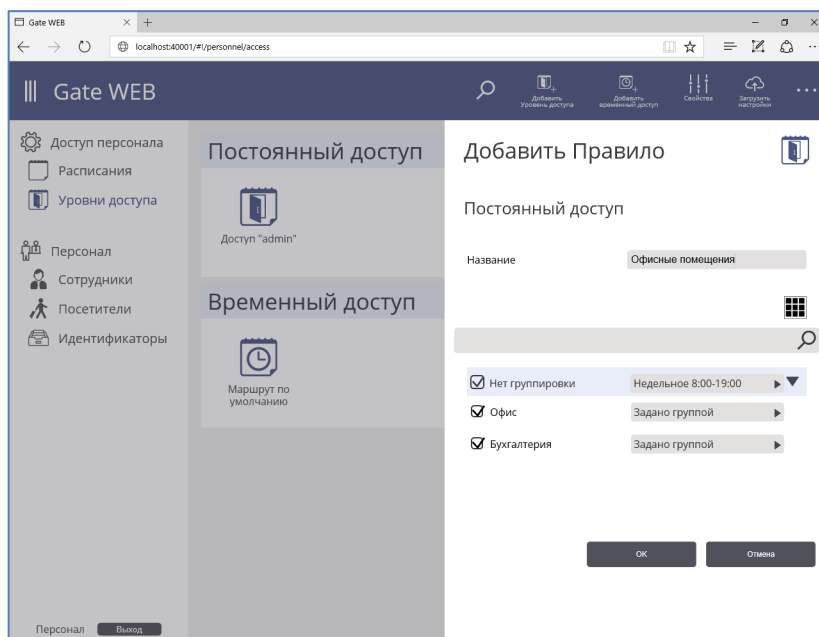 Gate WEB
localhost:40001/#!/personnel/access
Gate WEB
Добавить
Уровень доступа
Добавить
временный доступ
Свойства
Загрузить
настройки
Доступ персонала
Расписания
Уровни доступа
Персонал
Сотрудники
Посетители
Идентификаторы
Постоянный доступ
Доступ "admin"
Временный доступ
Маршрут по
умолчанию
Добавить Правило
Постоянный доступ
Название
Офисные помещения
Нет группировки
Недельное 8:00-19:00
Офис
Задано группой
Бухгалтерия
Задано группой
ОК
Отмена
Персонал
Выход